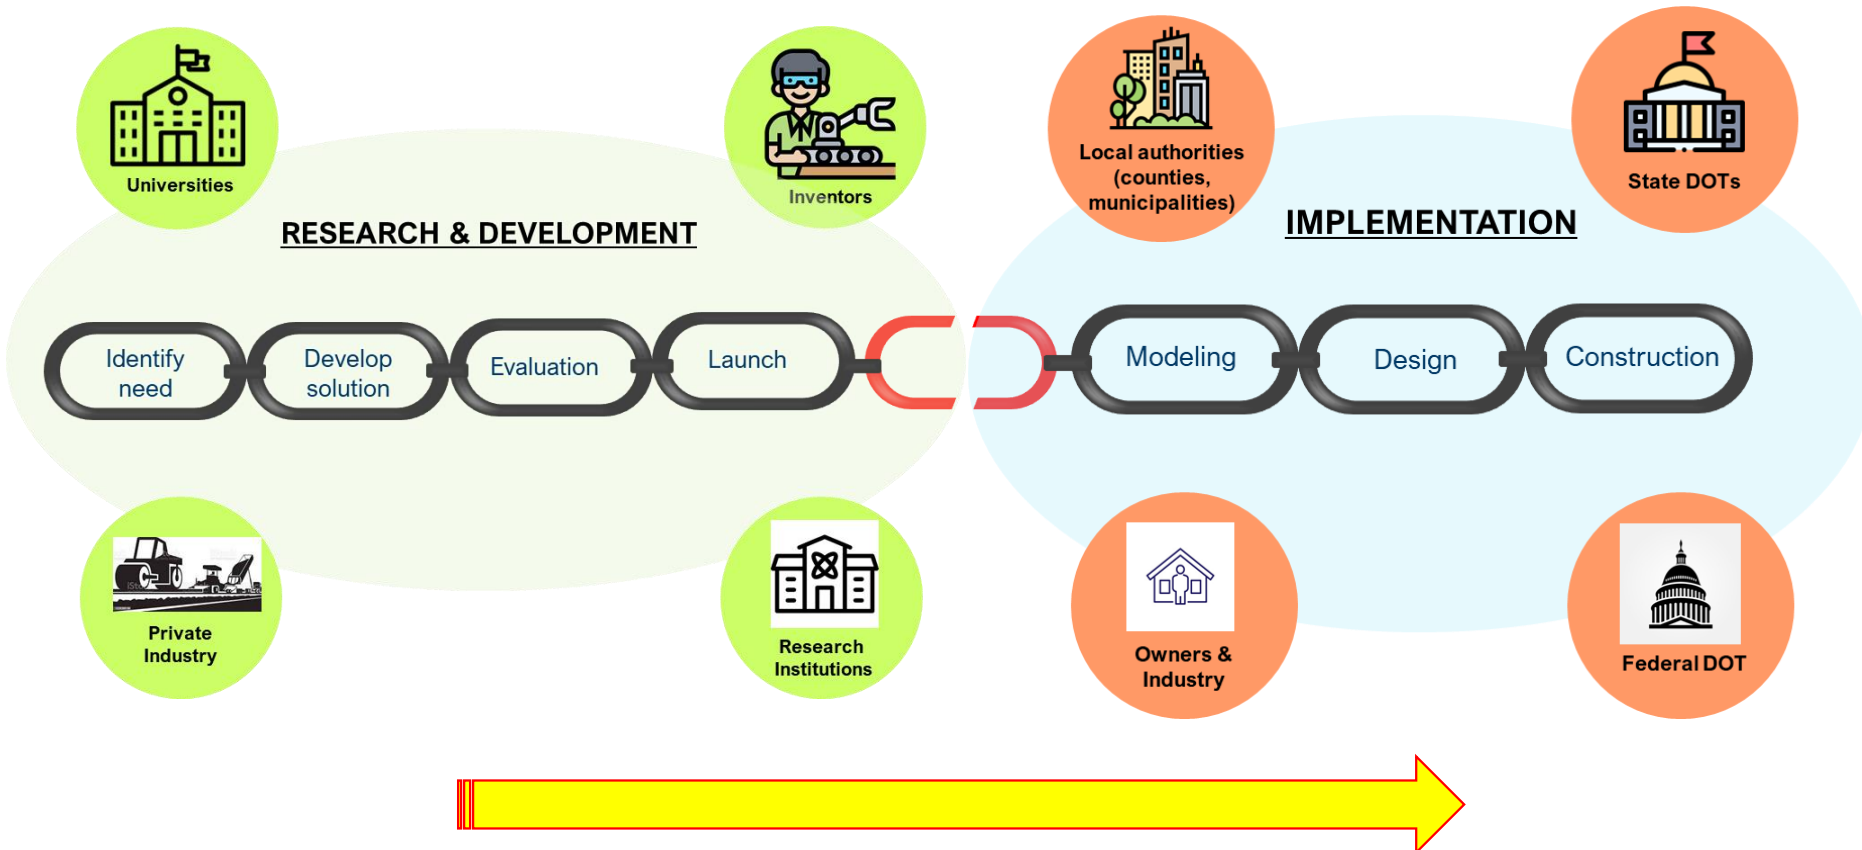 Universities
Inventors
Local authorities
(counties,
municipalities)
State DOTs
RESEARCH & DEVELOPMENT
IMPLEMENTATION
Identify
need
Develop
solution
Evaluation
Launch
Modeling
Design
Construction
Private
Industry
Research
Institutions
Owners &
Industry
Federal DOT